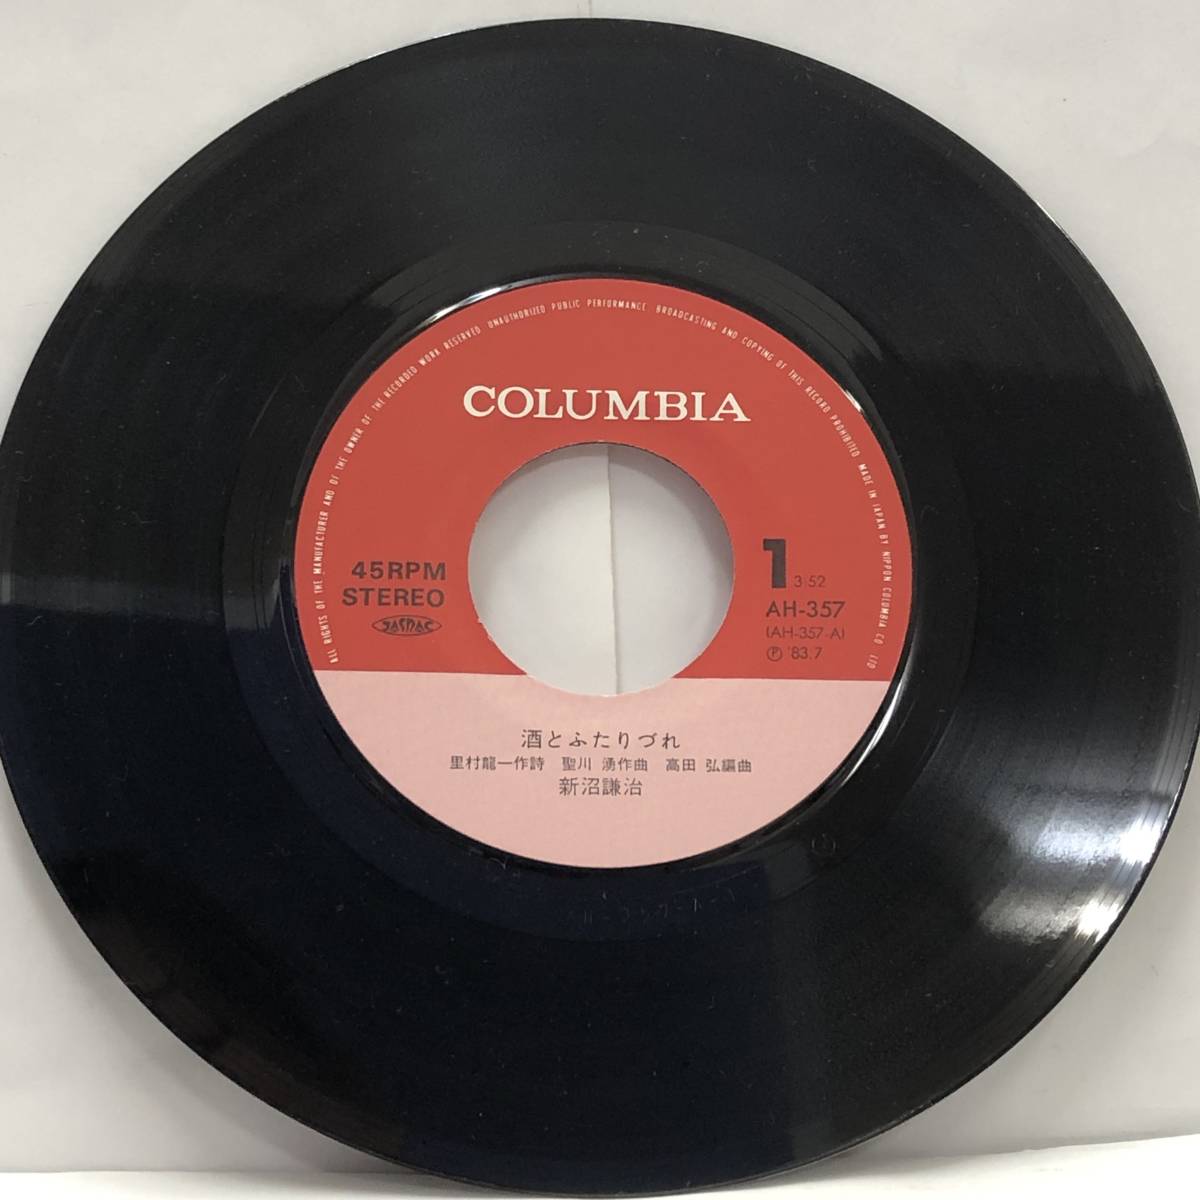 ALL RIGHTS OF THE MANUFACTURER AND OF THE OWNER OF THE RECORDED WORK RESERVED UNAUTHORIZED PUBLIC PERFORMANCE BROADCASTING AND COPYING OF THIS RECORD PROHIBITED MADE IN JAPAN BY NIPPON COLUMBIA CO LTD
COLUMBIA
45RPM
STEREO
JASRAC
1 3:52
AH-357
(AH-357-A)
Ⓟ '83.7
酒とふたりづれ
里村龍一作詩 聖川 湧作曲 高田 弘編曲
新沼謙治